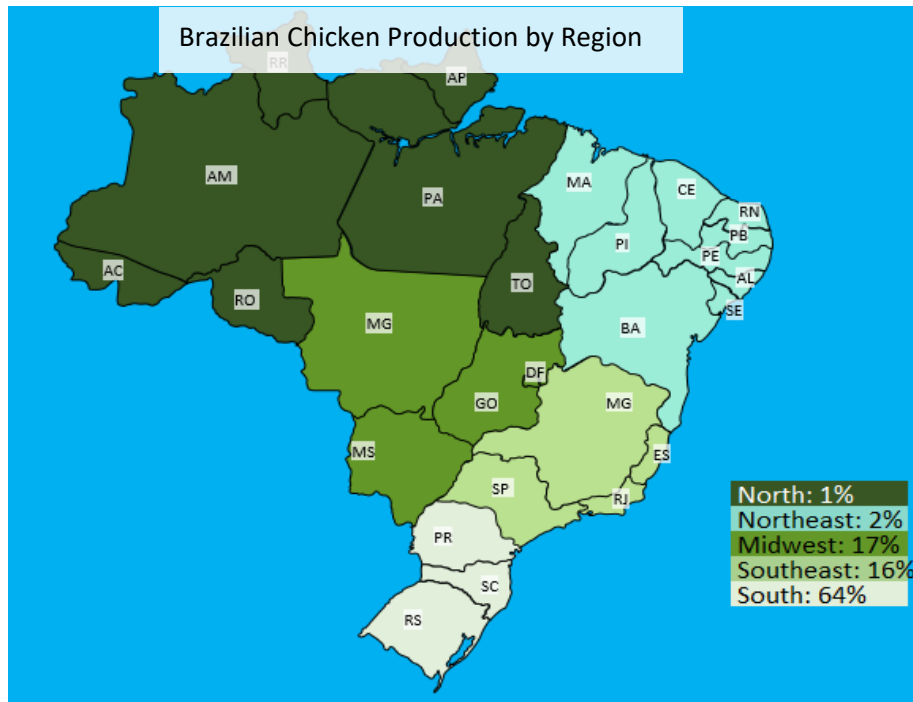 Brazilian Chicken Production by Region
RR
AP
AM
PA
MA
CE
RN
PB
PI
PE
AL
AC
RO
TO
SE
MG
BA
DF
GO
MG
MS
ES
SP
RJ
PR
SC
RS
North: 1%
Northeast: 2%
Midwest: 17%
Southeast: 16%
South: 64%